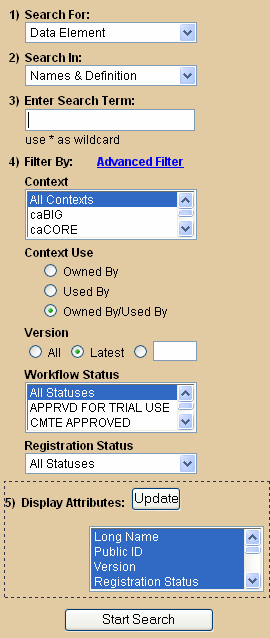 1) Search For:
Data Element
2) Search In:
Names & Definition
3) Enter Search Term:
use * as wildcard
4) Filter By: Advanced Filter
Context
All Contexts
caBIG
caCORE
Context Use
Owned By
Used By
Owned By/Used By
Version
All Latest
Workflow Status
All Statuses
APPRVD FOR TRIAL USE
CMTE APPROVED
Registration Status
All Statuses
5) Display Attributes: Update
Long Name
Public ID
Version
Registration Status
Start Search